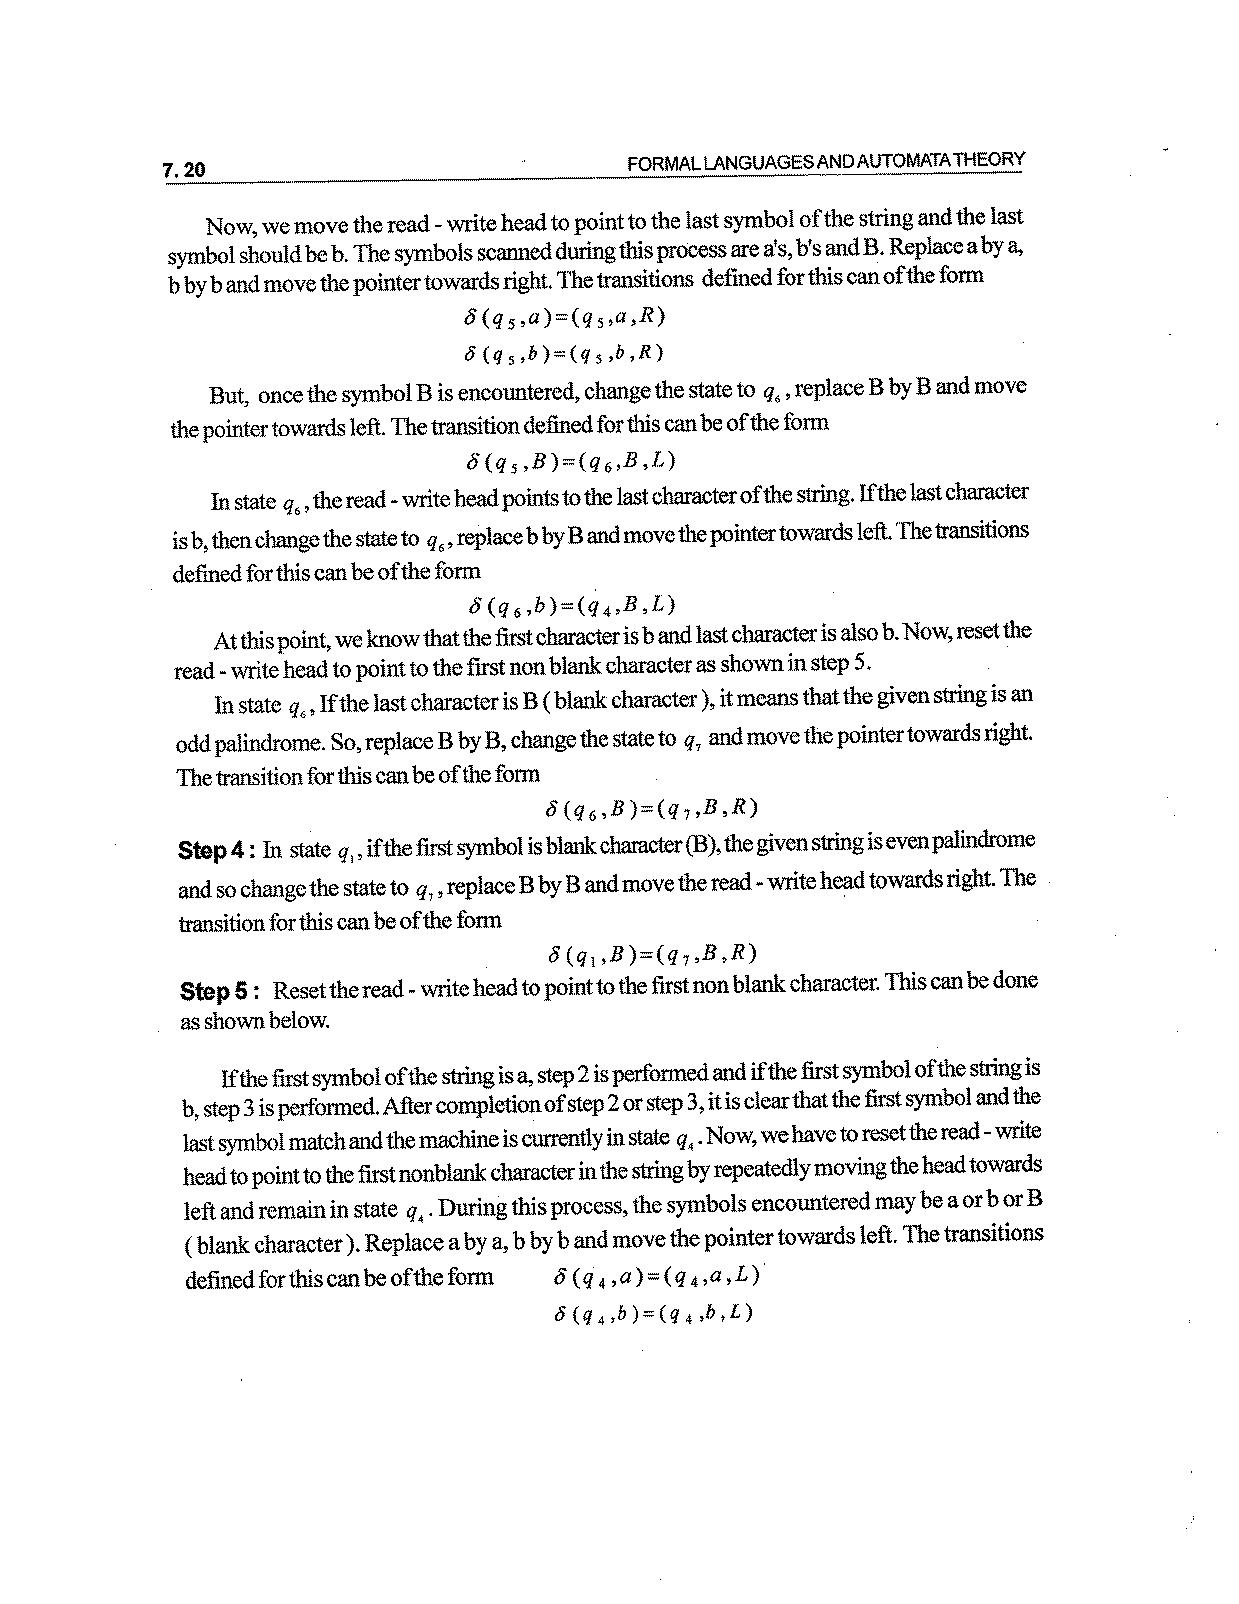 7. 20 FORMAL LANGUAGES AND AUTOMATA THEORY
Now, we move the read - write head to point to the last symbol of the string and the last
symbol should be b. The symbols scanned during this process are a's, b's and B. Replace a by a,
b by b and move the pointer towards right. The transitions defined for this can of the form
δ(q₅,a)=(q₅,a,R)
δ(q₅,b)=(q₅,b,R)
But, once the symbol B is encountered, change the state to q₆, replace B by B and move
the pointer towards left. The transition defined for this can be of the form
δ(q₅,B)=(q₆,B,L)
In state q₆, the read - write head points to the last character of the string. If the last character
is b, then change the state to q₆, replace b by B and move the pointer towards left. The transitions
defined for this can be of the form
δ(q₆,b)=(q₄,B,L)
At this point, we know that the first character is b and last character is also b. Now, reset the
read - write head to point to the first non blank character as shown in step 5.
In state q₆, If the last character is B ( blank character ), it means that the given string is an
odd palindrome. So, replace B by B, change the state to q₇ and move the pointer towards right.
The transition for this can be of the form
δ(q₆,B)=(q₇,B,R)
Step 4 : In state q₁, if the first symbol is blank character (B), the given string is even palindrome
and so change the state to q₇, replace B by B and move the read - write head towards right. The
transition for this can be of the form
δ(q₁,B)=(q₇,B,R)
Step 5 : Reset the read - write head to point to the first non blank character. This can be done
as shown below.
If the first symbol of the string is a, step 2 is performed and if the first symbol of the string is
b, step 3 is performed. After completion of step 2 or step 3, it is clear that the first symbol and the
last symbol match and the machine is currently in state q₄. Now, we have to reset the read - write
head to point to the first nonblank character in the string by repeatedly moving the head towards
left and remain in state q₄. During this process, the symbols encountered may be a or b or B
( blank character ). Replace a by a, b by b and move the pointer towards left. The transitions
defined for this can be of the form δ(q₄,a)=(q₄,a,L)
δ(q₄,b)=(q₄,b,L)